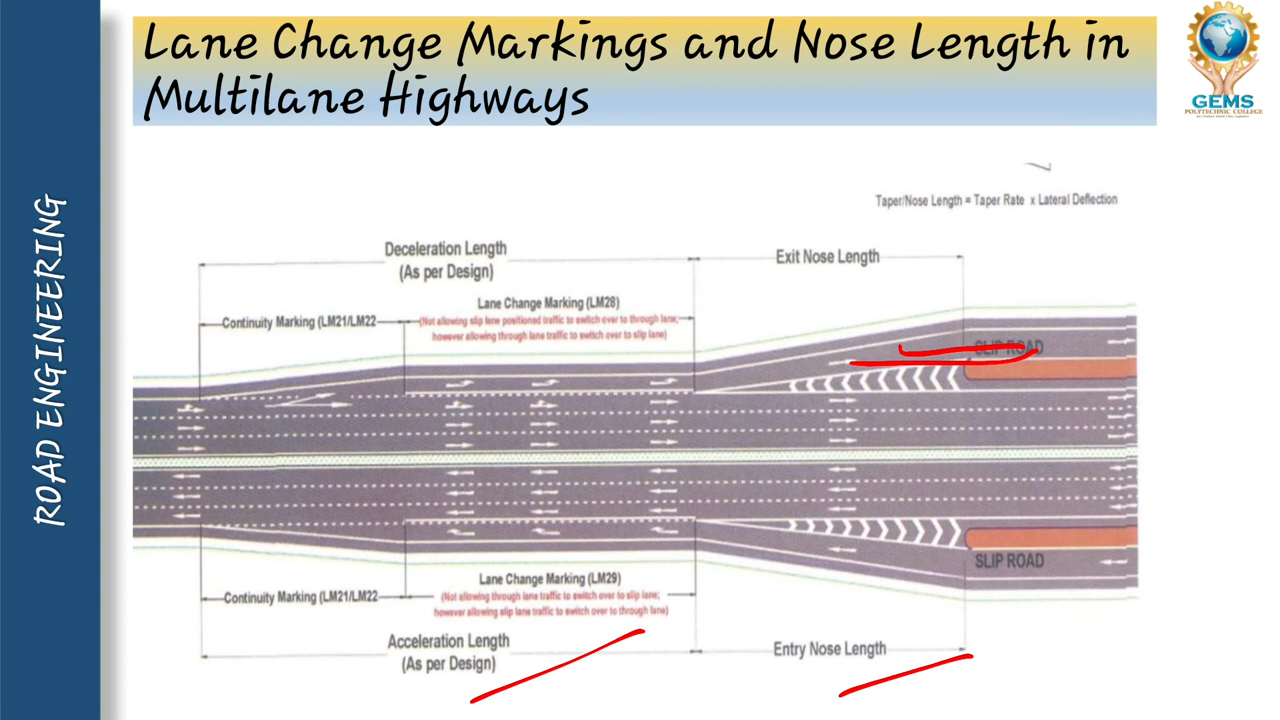 Lane Change Markings and Nose Length in
Multilane Highways
GEMS
POLYTECHNIC COLLEGE
ROAD ENGINEERING
Taper/Nose Length = Taper Rate x Lateral Deflection
Deceleration Length
(As per Design)
Exit Nose Length
Lane Change Marking (LM28)
Continuity Marking (LM21/LM22
(Not allowing slip lane positioned traffic to switch over to through lane;
however allowing through lane traffic to switch over to slip lane)
SLIP ROAD
SLIP ROAD
Lane Change Marking (LM29)
Continuity Marking (LM21/LM22
(Not allowing through lane traffic to switch over to slip lane;
however allowing slip lane traffic to switch over to through lane)
Acceleration Length
(As per Design)
Entry Nose Length